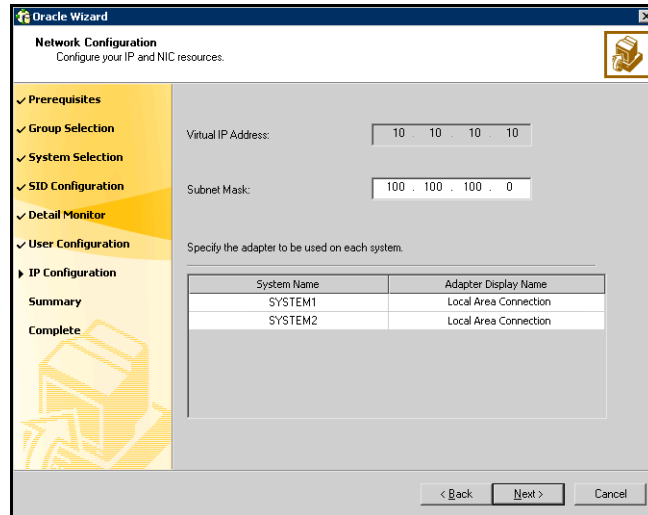 Oracle Wizard
Network Configuration
Configure your IP and NIC resources.
Prerequisites
Group Selection
System Selection
SID Configuration
Detail Monitor
User Configuration
IP Configuration
Summary
Complete
Virtual IP Address: 10 . 10 . 10 . 10
Subnet Mask: 100 . 100 . 100 . 0
Specify the adapter to be used on each system.
System Name Adapter Display Name
SYSTEM1 Local Area Connection
SYSTEM2 Local Area Connection
< Back Next > Cancel